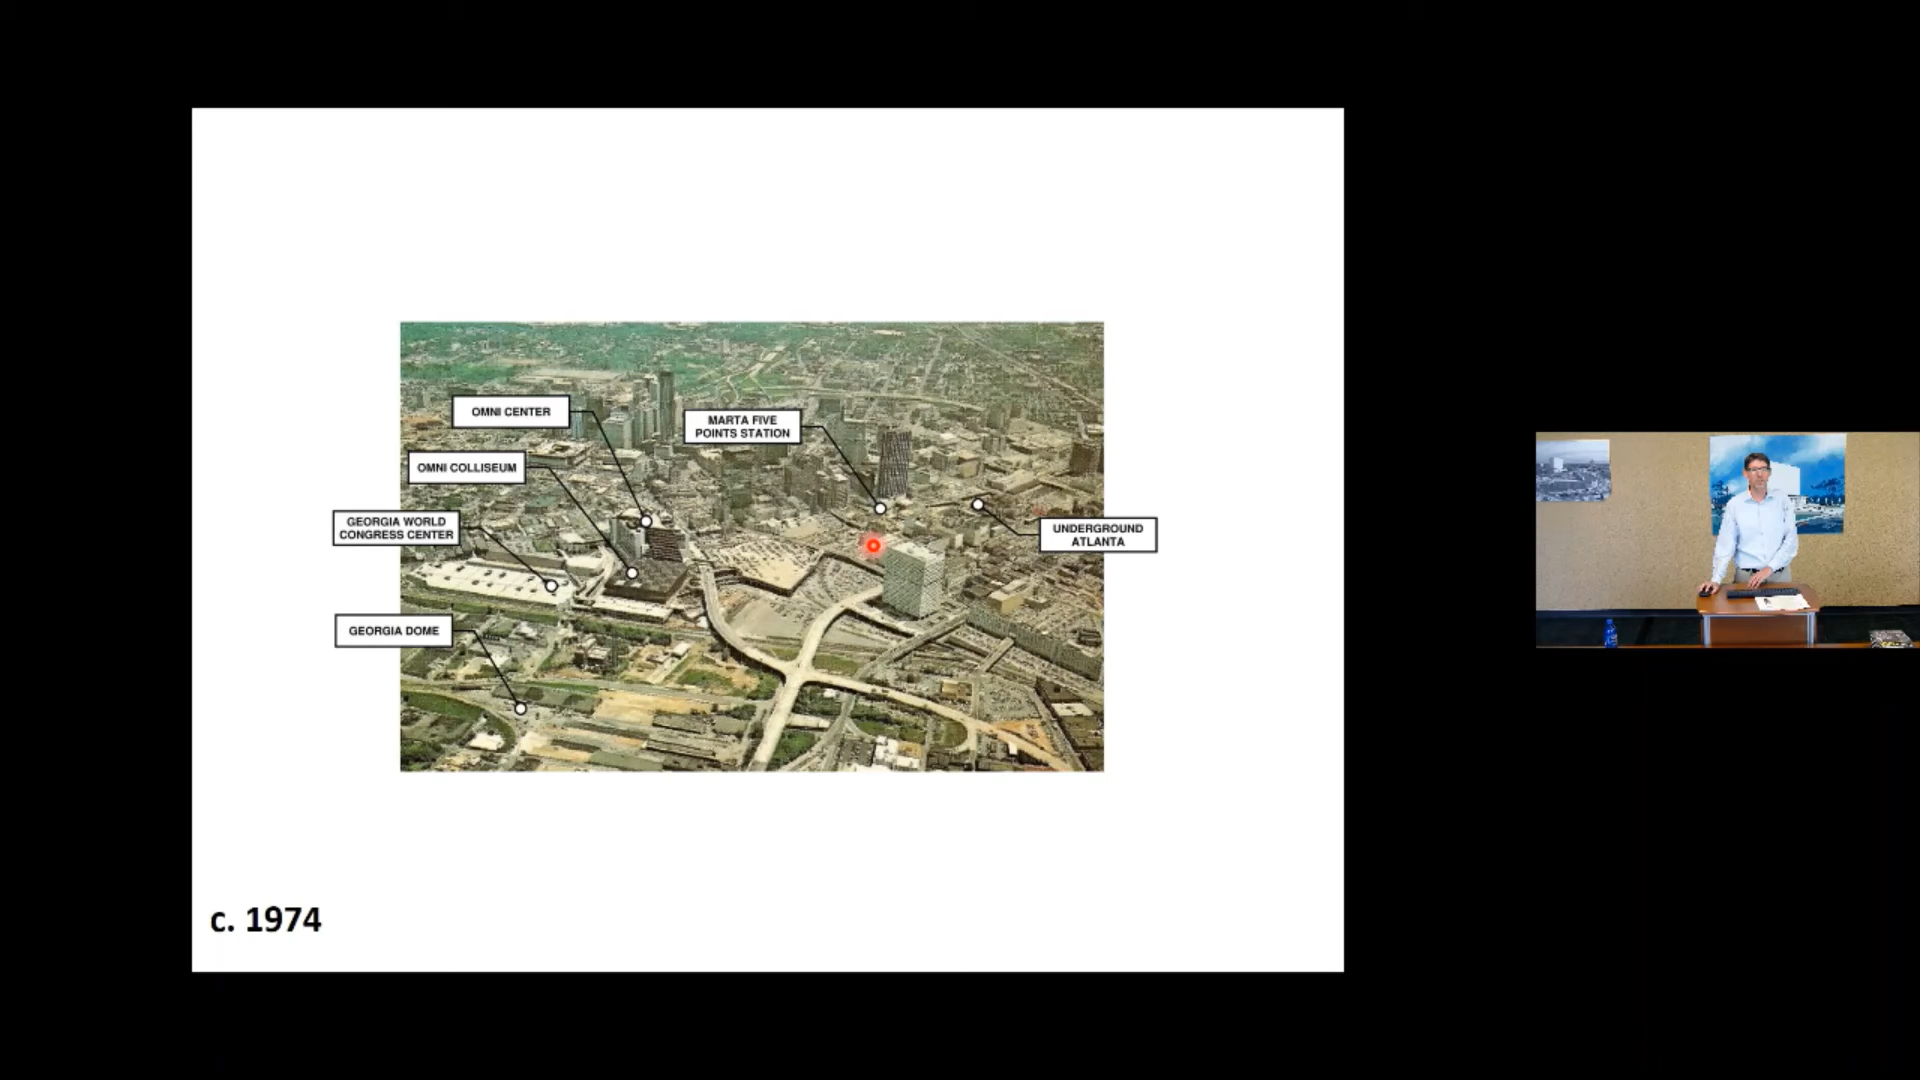 OMNI CENTER
MARTA FIVE
POINTS STATION
OMNI COLLISEUM
GEORGIA WORLD
CONGRESS CENTER
UNDERGROUND
ATLANTA
GEORGIA DOME
c. 1974